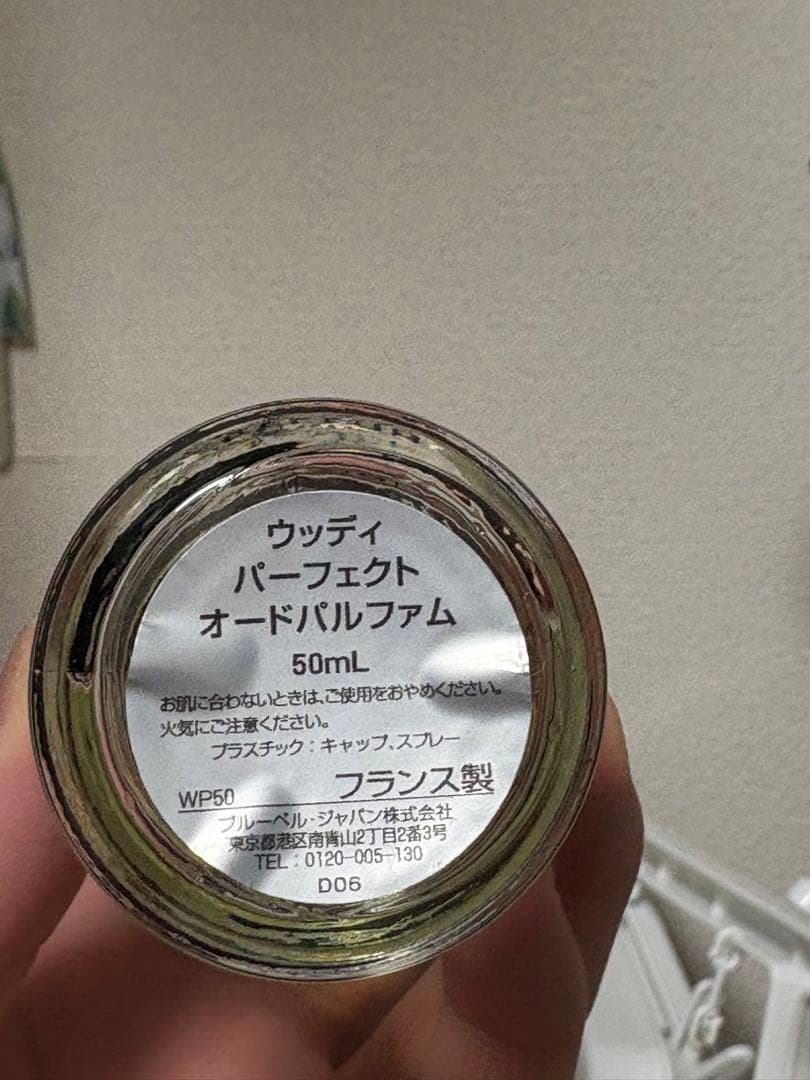 ウッディ
パーフェクト
オードパルファム
50mL
お肌に合わないときは、ご使用をおやめください。
火気にご注意ください。
プラスチック：キャップ、スプレー
WP50 フランス製
ブルーベル・ジャパン株式会社
東京都港区南青山2丁目2番3号
TEL：0120-005-130
D06